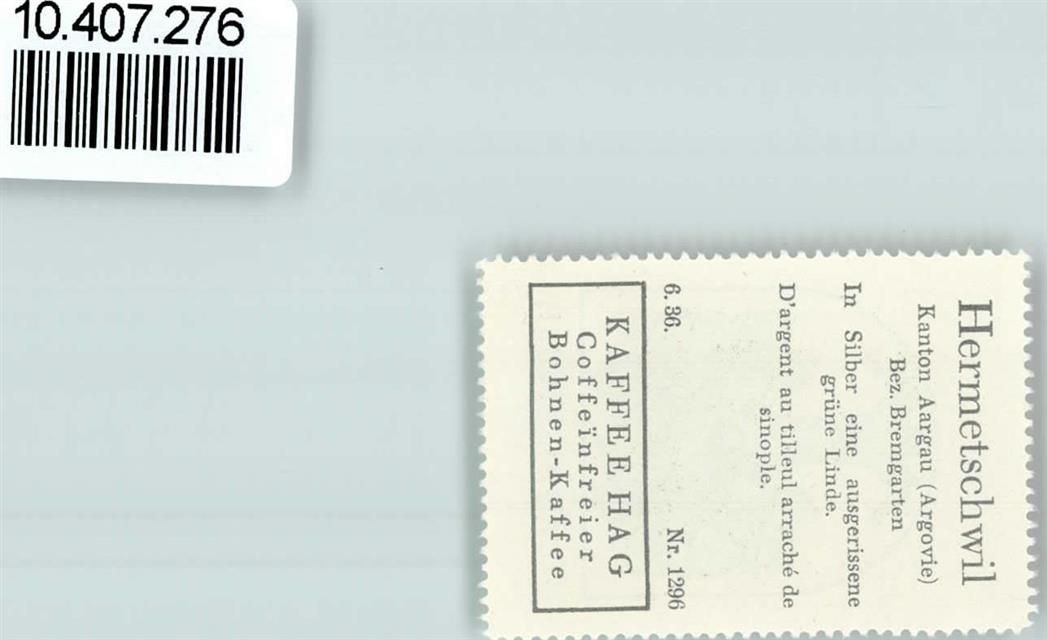 10.407.276
Hermetschwil
Kanton Aargau (Argovie)
Bez. Bremgarten
In Silber eine ausgerissene
grüne Linde.
D'argent au tilleul arraché de
sinople.
6.36. Nr. 1296
KAFFEE HAG
Coffeïnfreier
Bohnen-Kaffee